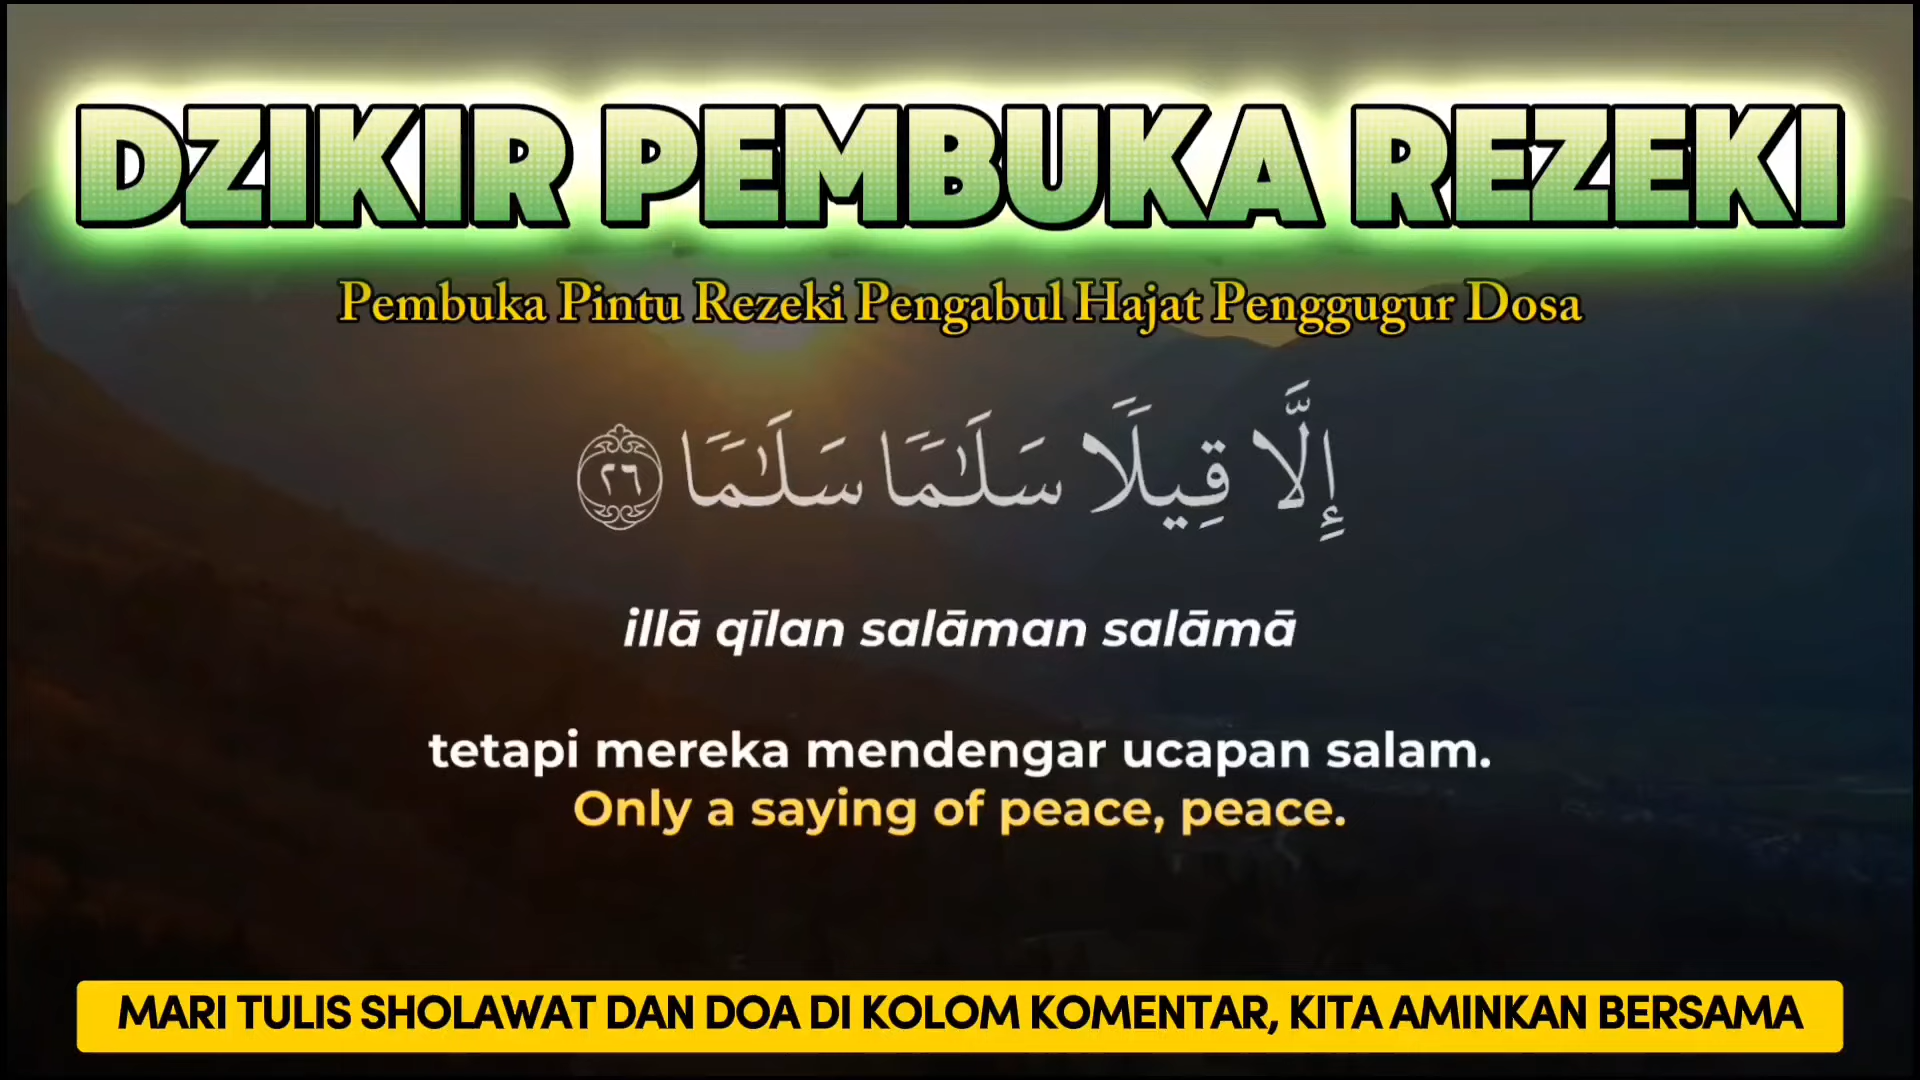 DZIKIR PEMBUKA REZEKI
Pembuka Pintu Rezeki Pengabul Hajat Penggugur Dosa
إِلَّا قِيلًا سَلَـٰمًا سَلَـٰمًا ٢٦
illā qīlan salāman salāmā
tetapi mereka mendengar ucapan salam.
Only a saying of peace, peace.
MARI TULIS SHOLAWAT DAN DOA DI KOLOM KOMENTAR, KITA AMINKAN BERSAMA